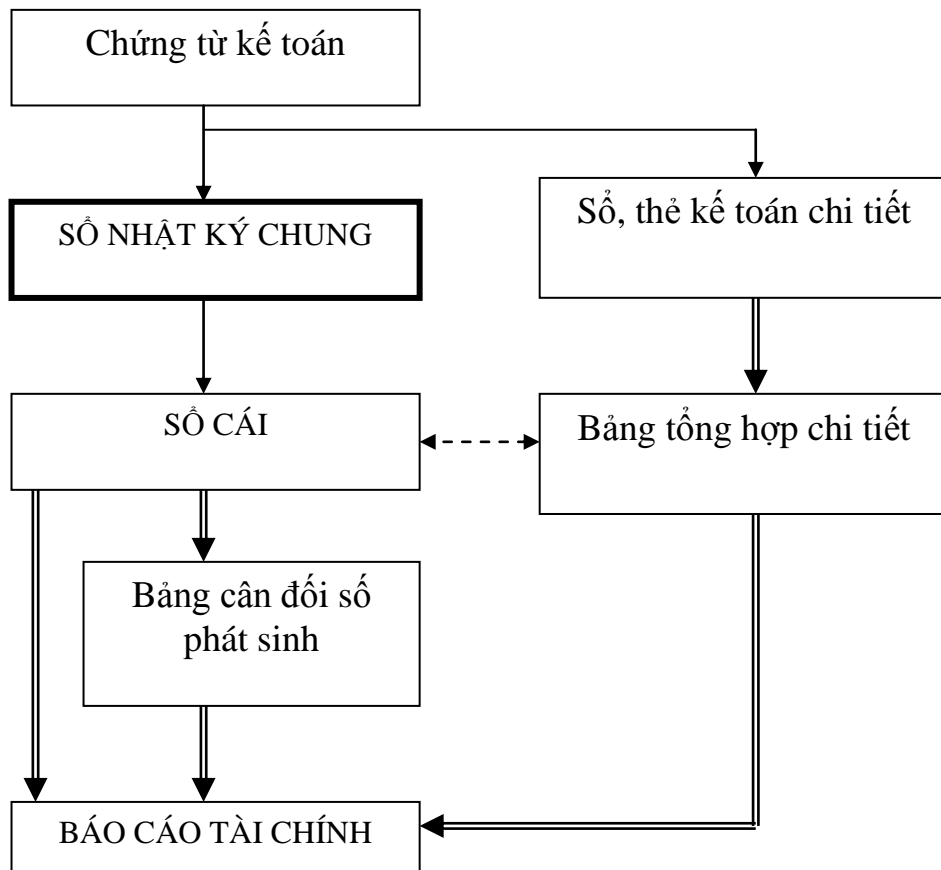 Chứng từ kế toán
SỔ NHẬT KÝ CHUNG
Sổ, thẻ kế toán chi tiết
SỔ CÁI
Bảng tổng hợp chi tiết
Bảng cân đối số
phát sinh
BÁO CÁO TÀI CHÍNH